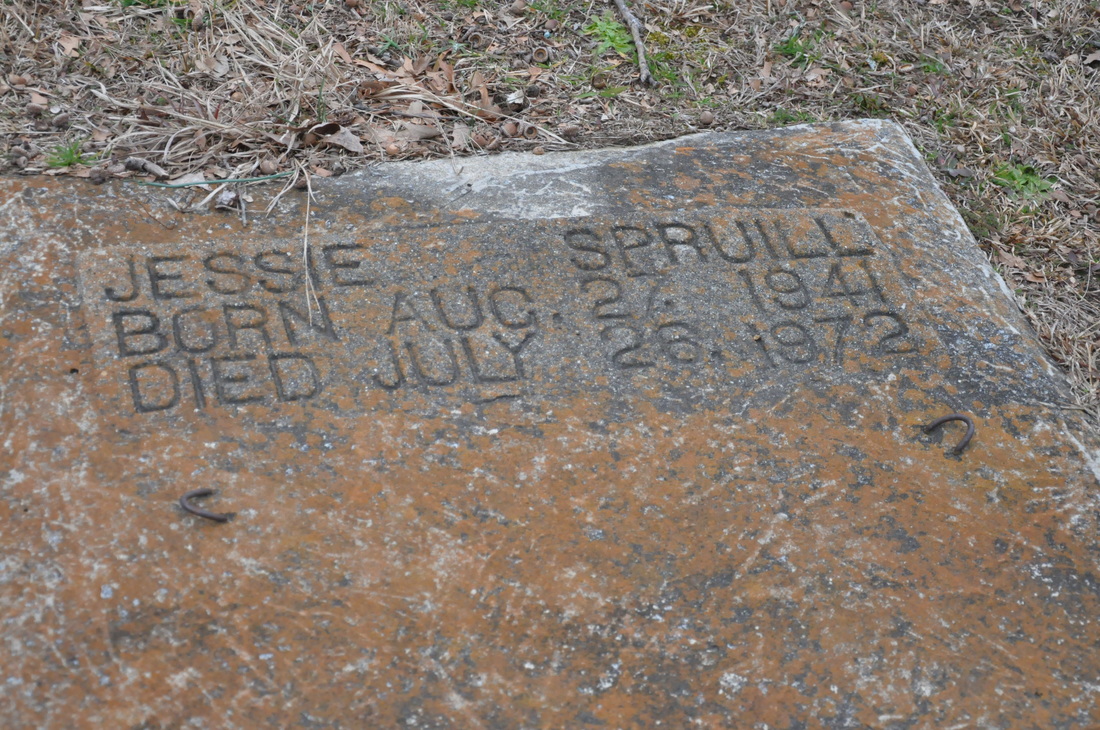 JESSIE SPRUILL
BORN AUG. 27. 1941
DIED JULY 26. 1972